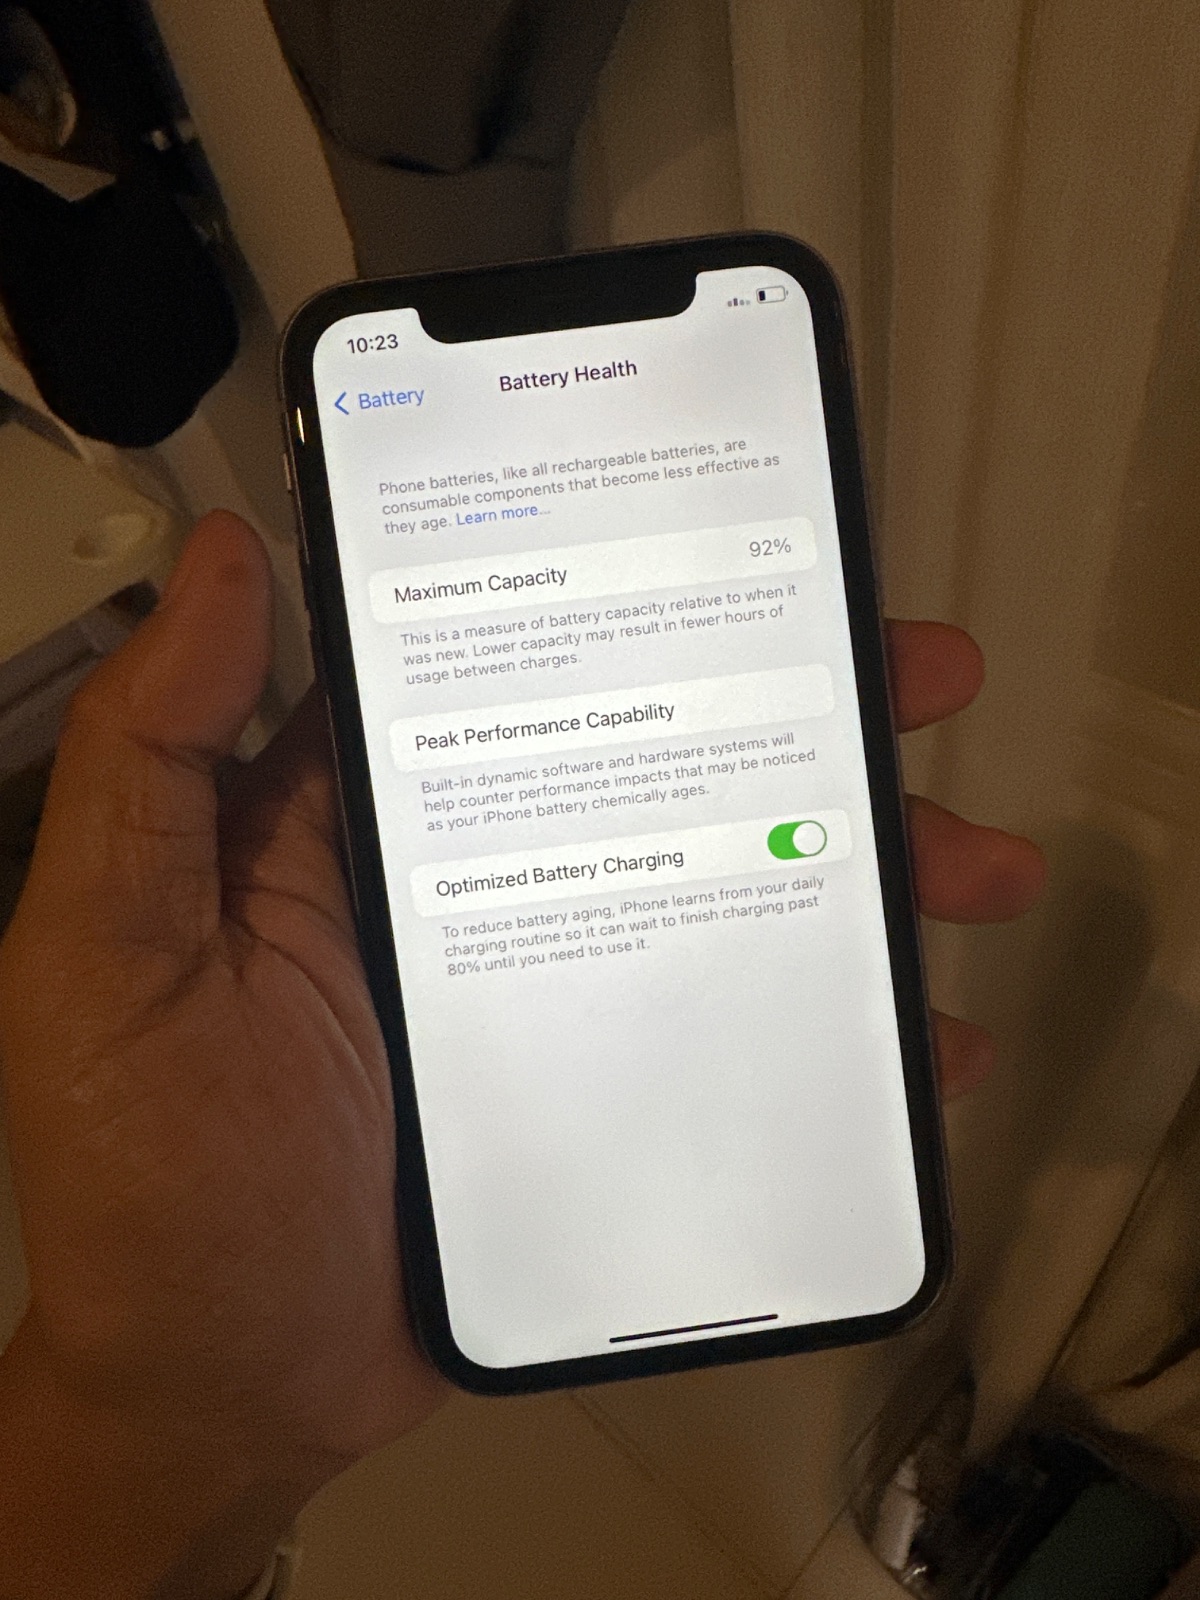 10:23
Battery
Battery Health
Phone batteries, like all rechargeable batteries, are
consumable components that become less effective as
they age. Learn more...
Maximum Capacity 92%
This is a measure of battery capacity relative to when it
was new. Lower capacity may result in fewer hours of
usage between charges.
Peak Performance Capability
Built-in dynamic software and hardware systems will
help counter performance impacts that may be noticed
as your iPhone battery chemically ages.
Optimized Battery Charging
To reduce battery aging, iPhone learns from your daily
charging routine so it can wait to finish charging past
80% until you need to use it.